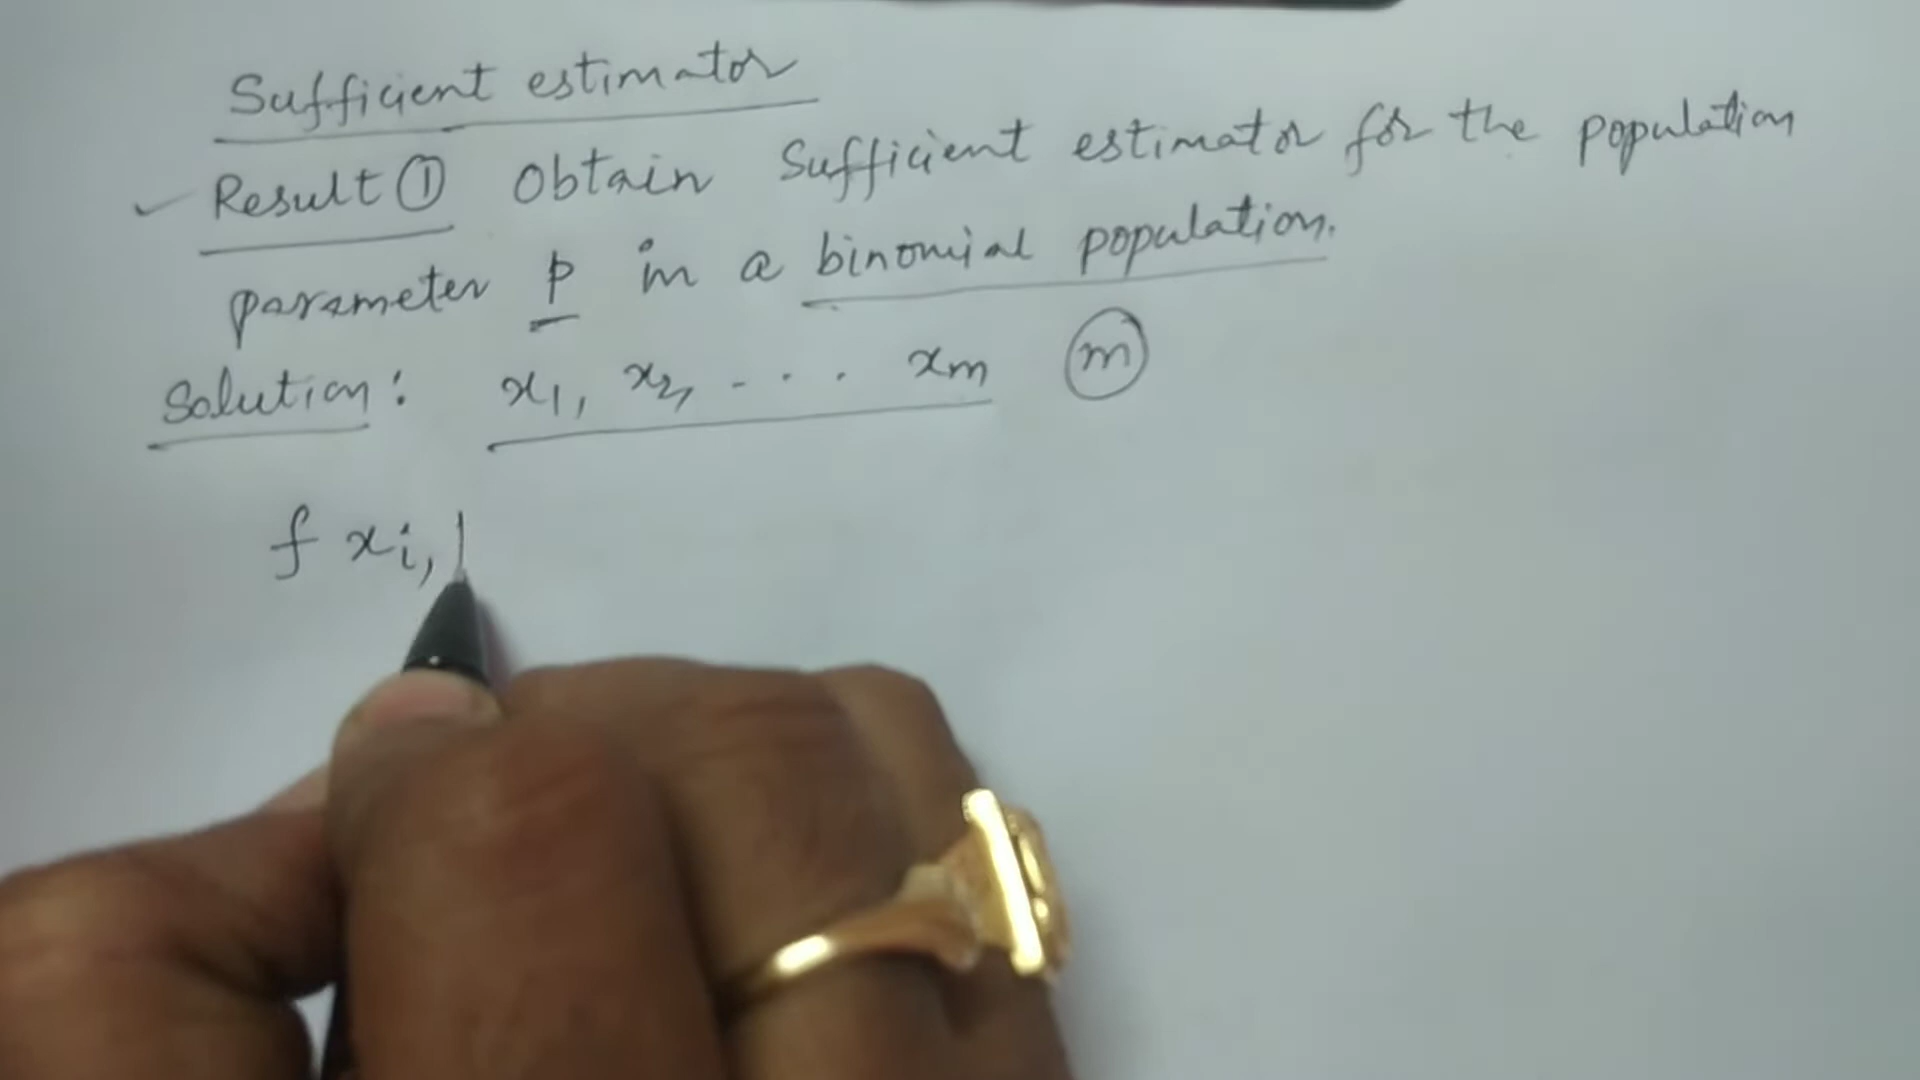 Sufficient estimator
Result ① Obtain Sufficient estimator for the population
parameter p in a binomial population.
Solution: x1, x2, - . . . xm (m)
f xi, |